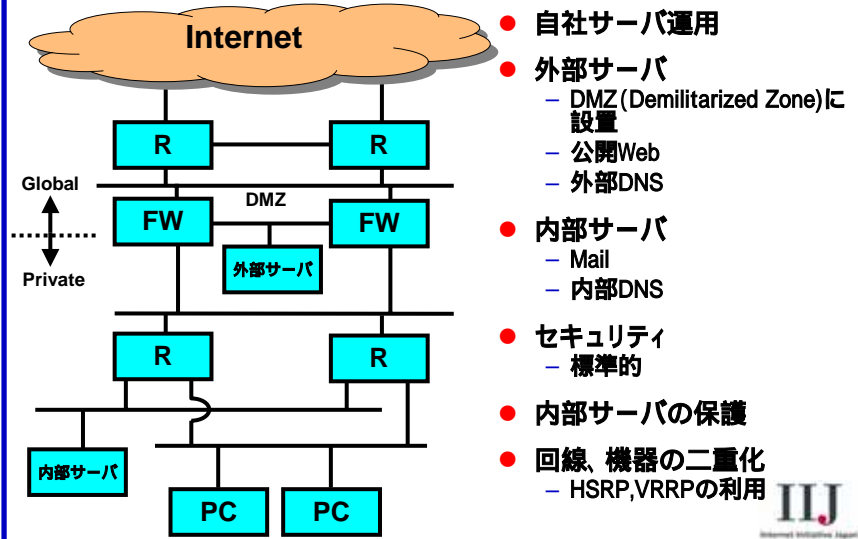 Internet
R
R
Global
DMZ
FW
FW
外部サーバ
Private
R
R
内部サーバ
PC
PC
● 自社サーバ運用
● 外部サーバ
– DMZ(Demilitarized Zone)に
設置
– 公開Web
– 外部DNS
● 内部サーバ
– Mail
– 内部DNS
● セキュリティ
– 標準的
● 内部サーバの保護
● 回線、機器の二重化
– HSRP,VRRPの利用
IIJ
Internet Initiative Japan